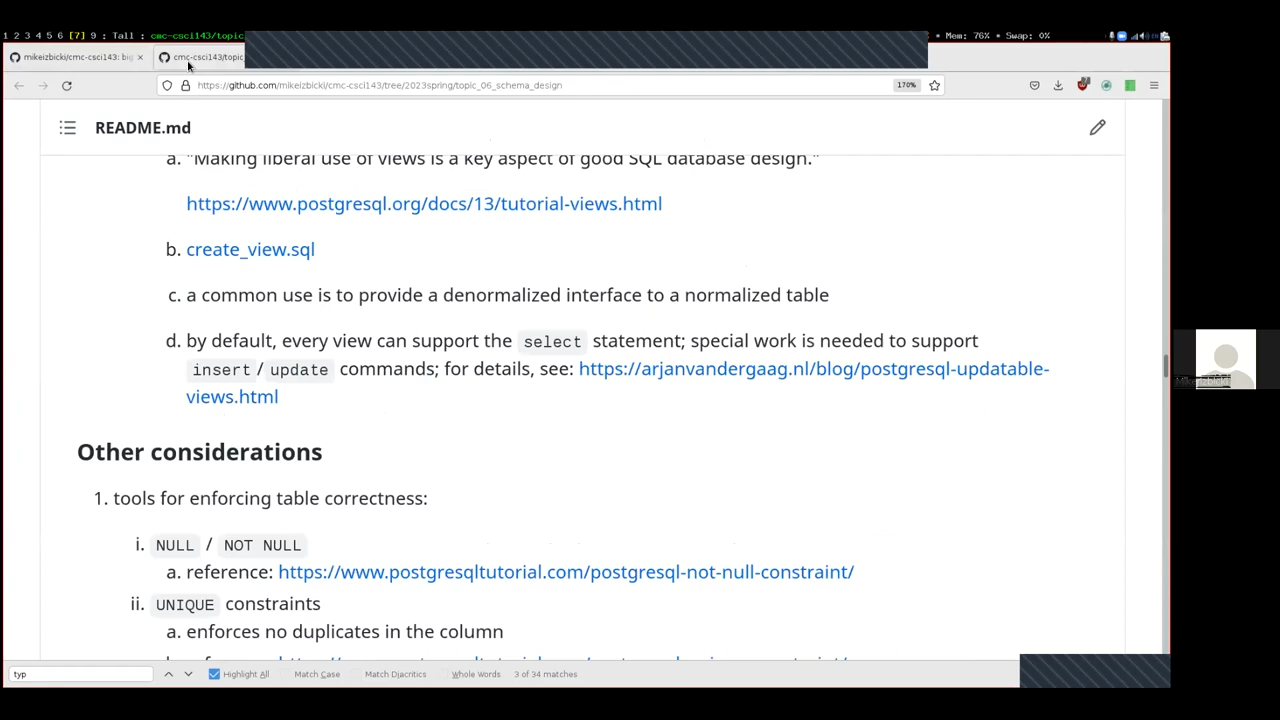 1 2 3 4 5 6 [7] 9 : Tall : cmc-csci143/topic
* Mem: 76% * Swap: 0%
mikeizbicki/cmc-csci143: big ×
cmc-csci143/topic
https://github.com/mikeizbicki/cmc-csci143/tree/2023spring/topic_06_schema_design
170%
README.md
a. "Making liberal use of views is a key aspect of good SQL database design."
https://www.postgresql.org/docs/13/tutorial-views.html
b. create_view.sql
c. a common use is to provide a denormalized interface to a normalized table
d. by default, every view can support the select statement; special work is needed to support
insert / update commands; for details, see: https://arjanvandergaag.nl/blog/postgresql-updatable-
views.html
Other considerations
1. tools for enforcing table correctness:
i. NULL / NOT NULL
a. reference: https://www.postgresqltutorial.com/postgresql-not-null-constraint/
ii. UNIQUE constraints
a. enforces no duplicates in the column
typ
Highlight All
Match Case
Match Diacritics
Whole Words
3 of 34 matches